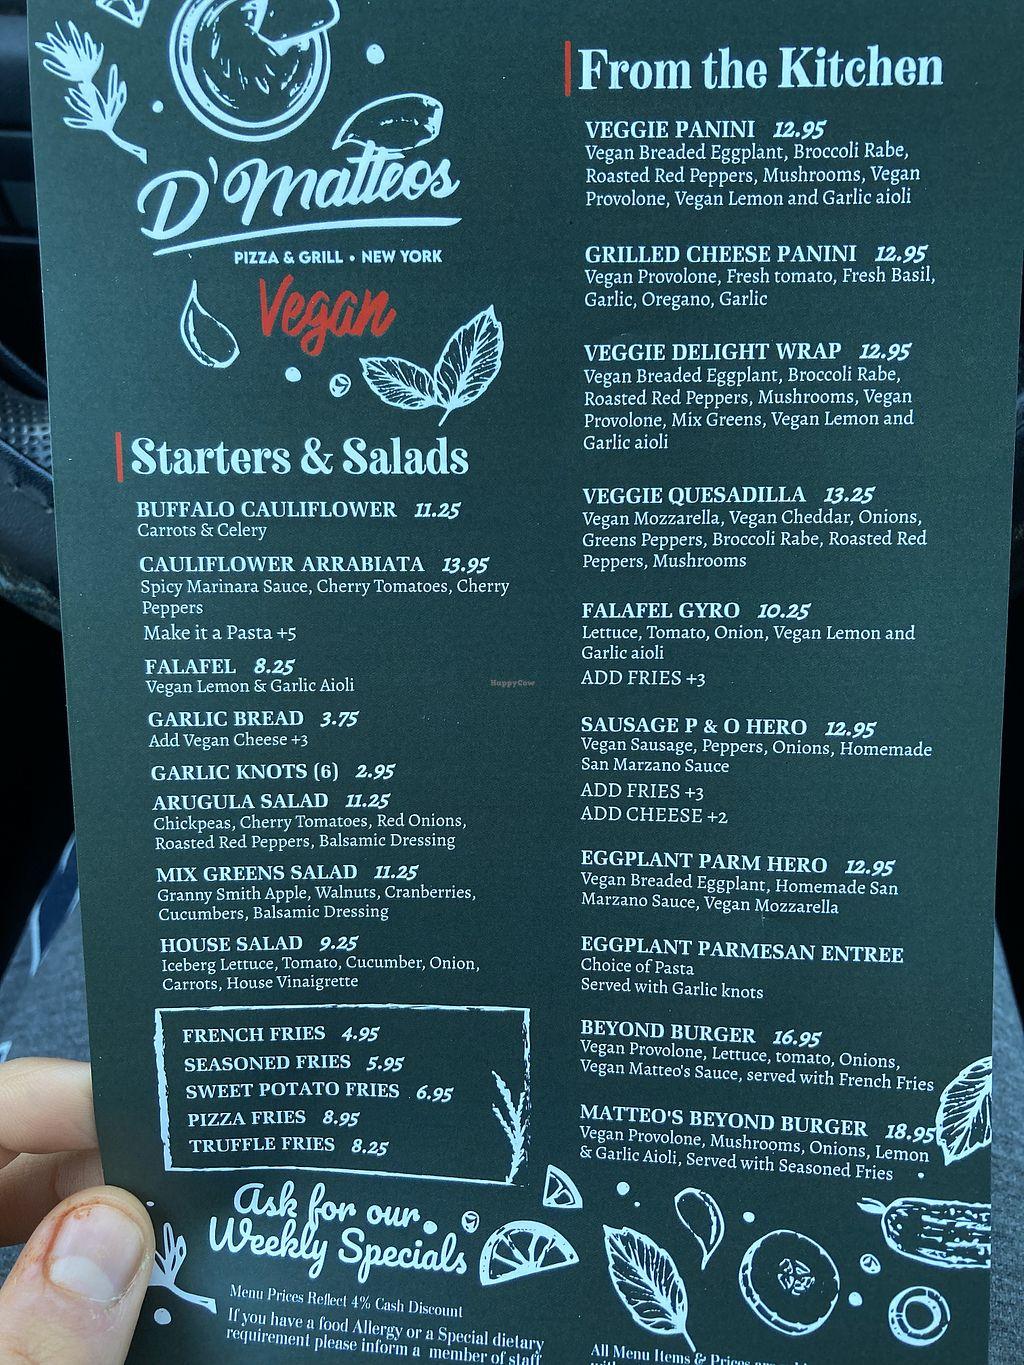 D'Matteos
PIZZA & GRILL • NEW YORK
Vegan
Starters & Salads
BUFFALO CAULIFLOWER 11.25
Carrots & Celery
CAULIFLOWER ARRABIATA 13.95
Spicy Marinara Sauce, Cherry Tomatoes, Cherry
Peppers
Make it a Pasta +5
FALAFEL 8.25
Vegan Lemon & Garlic Aioli
GARLIC BREAD 3.75
Add Vegan Cheese +3
GARLIC KNOTS (6) 2.95
ARUGULA SALAD 11.25
Chickpeas, Cherry Tomatoes, Red Onions,
Roasted Red Peppers, Balsamic Dressing
MIX GREENS SALAD 11.25
Granny Smith Apple, Walnuts, Cranberries,
Cucumbers, Balsamic Dressing
HOUSE SALAD 9.25
Iceberg Lettuce, Tomato, Cucumber, Onion,
Carrots, House Vinaigrette
FRENCH FRIES 4.95
SEASONED FRIES 5.95
SWEET POTATO FRIES 6.95
PIZZA FRIES 8.95
TRUFFLE FRIES 8.25
Ask for our
Weekly Specials
Menu Prices Reflect 4% Cash Discount
If you have a food Allergy or a Special dietary
requirement please inform a member of staff
From the Kitchen
VEGGIE PANINI 12.95
Vegan Breaded Eggplant, Broccoli Rabe,
Roasted Red Peppers, Mushrooms, Vegan
Provolone, Vegan Lemon and Garlic aioli
GRILLED CHEESE PANINI 12.95
Vegan Provolone, Fresh tomato, Fresh Basil,
Garlic, Oregano, Garlic
VEGGIE DELIGHT WRAP 12.95
Vegan Breaded Eggplant, Broccoli Rabe,
Roasted Red Peppers, Mushrooms, Vegan
Provolone, Mix Greens, Vegan Lemon and
Garlic aioli
VEGGIE QUESADILLA 13.25
Vegan Mozzarella, Vegan Cheddar, Onions,
Greens Peppers, Broccoli Rabe, Roasted Red
Peppers, Mushrooms
FALAFEL GYRO 10.25
Lettuce, Tomato, Onion, Vegan Lemon and
Garlic aioli
ADD FRIES +3
SAUSAGE P & O HERO 12.95
Vegan Sausage, Peppers, Onions, Homemade
San Marzano Sauce
ADD FRIES +3
ADD CHEESE +2
EGGPLANT PARM HERO 12.95
Vegan Breaded Eggplant, Homemade San
Marzano Sauce, Vegan Mozzarella
EGGPLANT PARMESAN ENTREE
Choice of Pasta
Served with Garlic knots
BEYOND BURGER 16.95
Vegan Provolone, Lettuce, tomato, Onions,
Vegan Matteo's Sauce, served with French Fries
MATTEO'S BEYOND BURGER 18.95
Vegan Provolone, Mushrooms, Onions, Lemon
& Garlic Aioli, Served with Seasoned Fries
All Menu Items & Prices
HappyCow